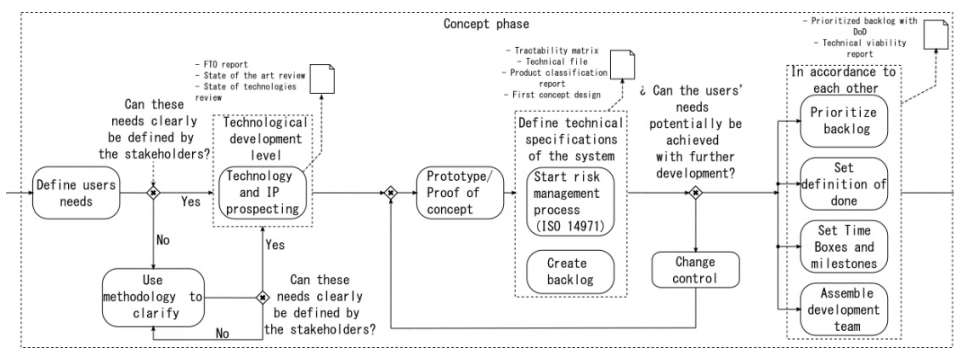 Concept phase
- FTO report
- State of the art review
- State of technologies
review
- Tractability matrix
- Technical file
- Product classification
report
- First concept design
- Prioritized backlog with
DoD
- Technical viability
report
Can these
needs clearly
be defined by
the stakeholders?
Technological
development
level
Define technical
specifications
of the system
¿ Can the users'
needs
potentially be
achieved
with further
development?
In accordance to
each other
Define users
needs
Yes
Technology and IP
prospecting
Prototype/
Proof of
concept
Start risk
management
process
(ISO 14971)
Prioritize
backlog
Set
definition of
done
No
Yes
Use
methodology to
clarify
No
Can these
needs clearly
be defined by
the stakeholders?
Create
backlog
Change
control
Set Time
Boxes and
milestones
Assemble
development
team